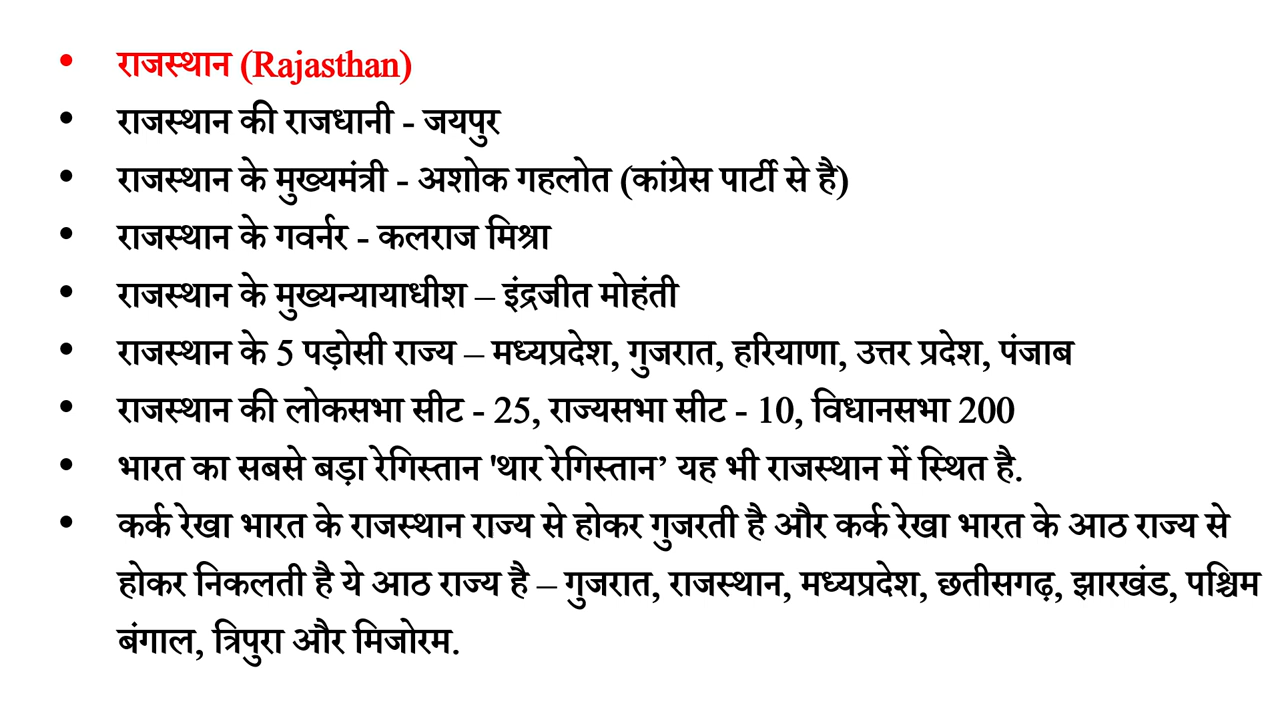 • राजस्थान (Rajasthan)
• राजस्थान की राजधानी - जयपुर
• राजस्थान के मुख्यमंत्री - अशोक गहलोत (कांग्रेस पार्टी से है)
• राजस्थान के गवर्नर - कलराज मिश्रा
• राजस्थान के मुख्यन्यायाधीश – इंद्रजीत मोहंती
• राजस्थान के 5 पड़ोसी राज्य – मध्यप्रदेश, गुजरात, हरियाणा, उत्तर प्रदेश, पंजाब
• राजस्थान की लोकसभा सीट - 25, राज्यसभा सीट - 10, विधानसभा 200
• भारत का सबसे बड़ा रेगिस्तान 'थार रेगिस्तान’ यह भी राजस्थान में स्थित है.
• कर्क रेखा भारत के राजस्थान राज्य से होकर गुजरती है और कर्क रेखा भारत के आठ राज्य से
होकर निकलती है ये आठ राज्य है – गुजरात, राजस्थान, मध्यप्रदेश, छतीसगढ़, झारखंड, पश्चिम
बंगाल, त्रिपुरा और मिजोरम.